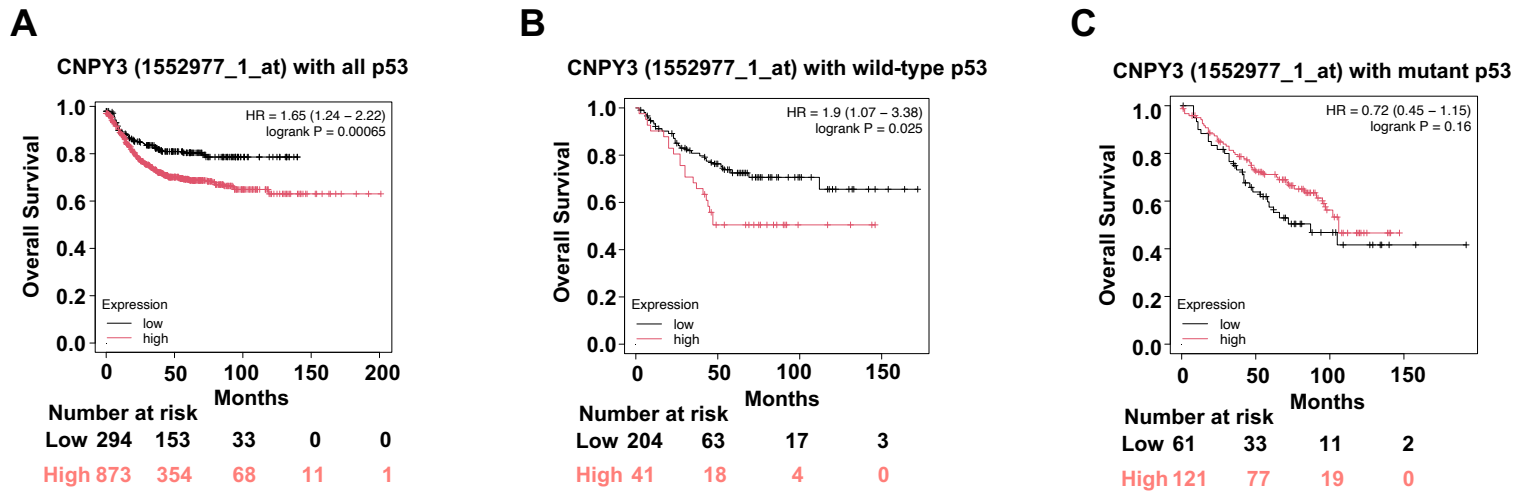 A
CNPY3 (1552977_1_at) with all p53
HR = 1.65 (1.24 − 2.22)
logrank P = 0.00065
Overall Survival
1.0
0.8
0.6
0.4
0.2
0.0
Expression
low
high
0 50 100 150 200
Months
Number at risk
Low 294 153 33 0 0
High 873 354 68 11 1
B
CNPY3 (1552977_1_at) with wild-type p53
HR = 1.9 (1.07 − 3.38)
logrank P = 0.025
Overall Survival
1.0
0.8
0.6
0.4
0.2
0.0
Expression
low
high
0 50 100 150
Months
Number at risk
Low 204 63 17 3
High 41 18 4 0
C
CNPY3 (1552977_1_at) with mutant p53
HR = 0.72 (0.45 − 1.15)
logrank P = 0.16
Overall Survival
1.0
0.8
0.6
0.4
0.2
0.0
Expression
low
high
0 50 100 150
Months
Number at risk
Low 61 33 11 2
High 121 77 19 0